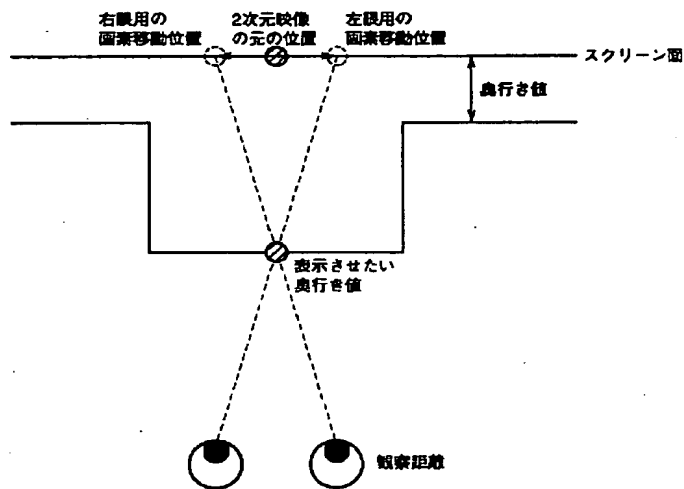 右眼用の
画素移動位置
2次元映像
の元の位置
左眼用の
画素移動位置
スクリーン面
奥行き値
表示させたい
奥行き値
観察距離